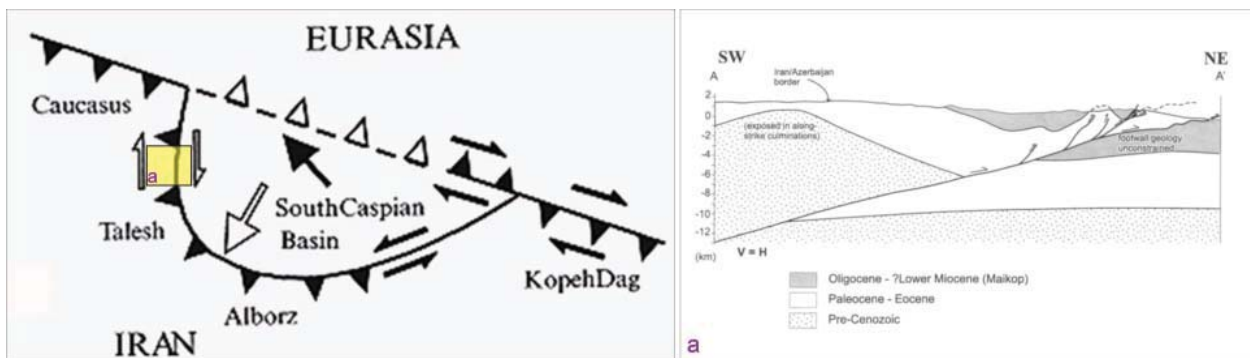 EURASIA
Caucasus
a
Talesh
SouthCaspian
Basin
KopehDag
Alborz
IRAN
SW
NE
A
A'
Iran/Azerbaijan
border
2
0
-2
-4
-6
-8
-10
-12
(km)
(exposed in along-
strike culminations)
footwall geology
unconstrained
V = H
Oligocene - ?Lower Miocene (Maikop)
Paleocene - Eocene
Pre-Cenozoic
a